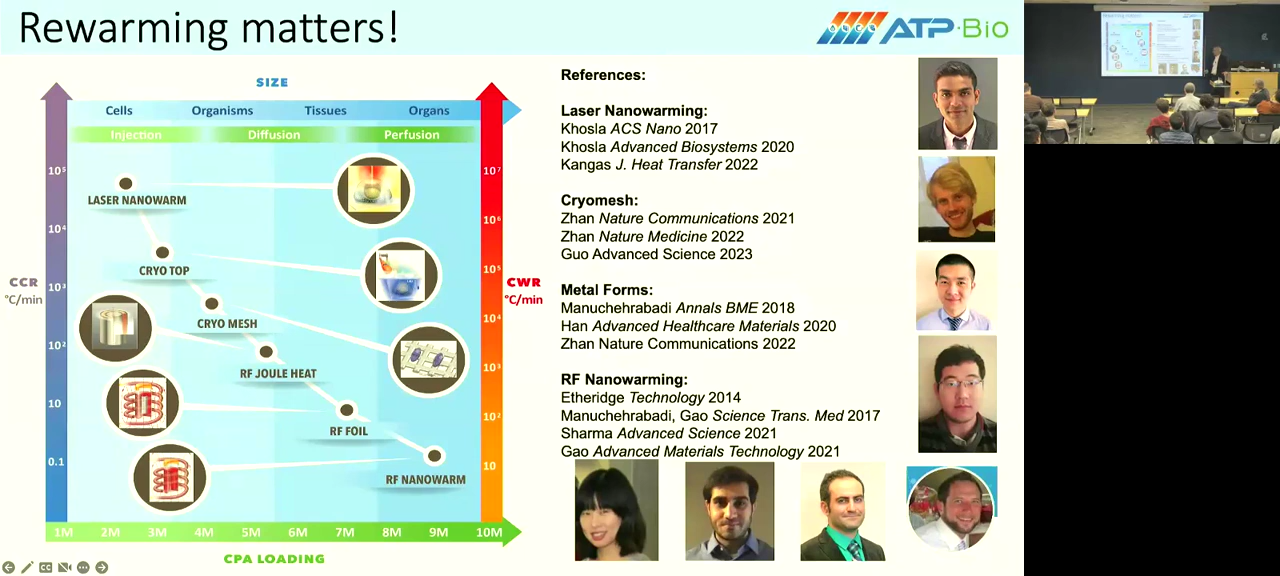 Rewarming matters!
ATP-Bio
SIZE
Cells Organisms Tissues Organs
Injection Diffusion Perfusion
10⁵
10⁴
10³
10²
10
0.1
CCR
°C/min
10⁷
10⁶
10⁵
10⁴
10³
10²
10
CWR
°C/min
LASER NANOWARM
CRYO TOP
CRYO MESH
RF JOULE HEAT
RF FOIL
RF NANOWARM
1M 2M 3M 4M 5M 6M 7M 8M 9M 10M
CPA LOADING
References:
Laser Nanowarming:
Khosla ACS Nano 2017
Khosla Advanced Biosystems 2020
Kangas J. Heat Transfer 2022
Cryomesh:
Zhan Nature Communications 2021
Zhan Nature Medicine 2022
Guo Advanced Science 2023
Metal Forms:
Manuchehrabadi Annals BME 2018
Han Advanced Healthcare Materials 2020
Zhan Nature Communications 2022
RF Nanowarming:
Etheridge Technology 2014
Manuchehrabadi, Gao Science Trans. Med 2017
Sharma Advanced Science 2021
Gao Advanced Materials Technology 2021
Rewarming matters!